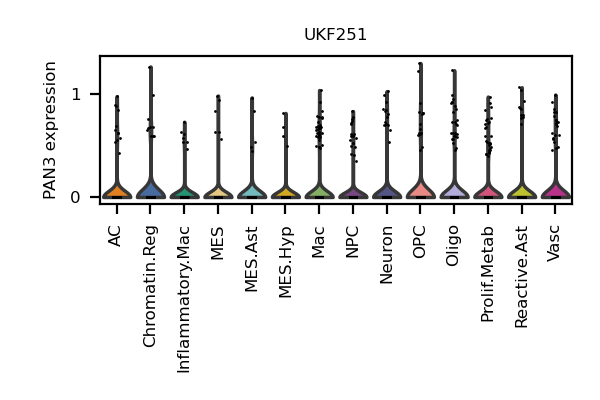 UKF251
PAN3 expression
1
0
AC
Chromatin.Reg
Inflammatory.Mac
MES
MES.Ast
MES.Hyp
Mac
NPC
Neuron
OPC
Oligo
Prolif.Metab
Reactive.Ast
Vasc